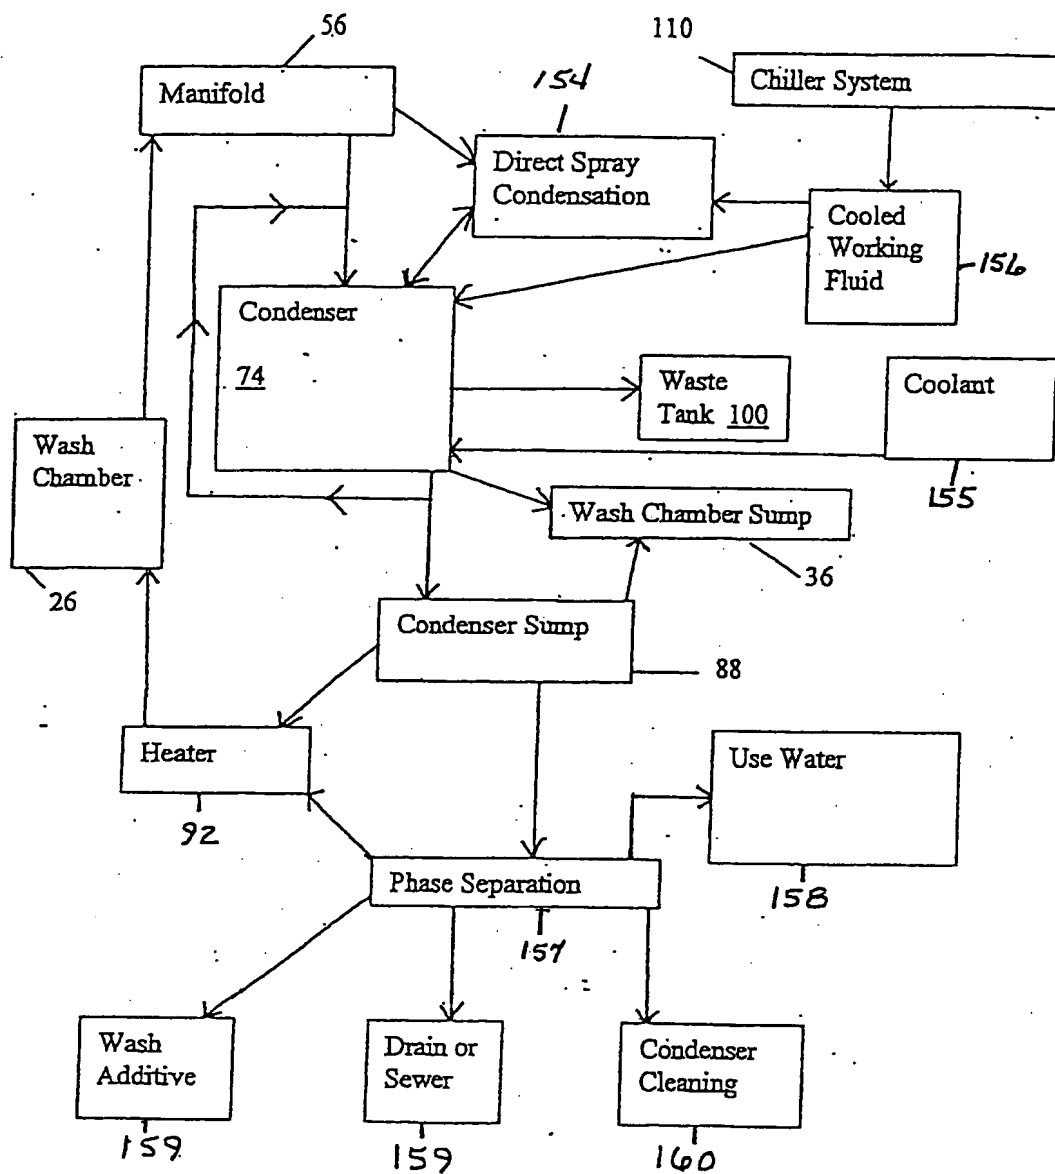 56
110
Manifold
154
Chiller System
Direct Spray
Condensation
Cooled
Working
Fluid
156
Condenser
74
Waste
Tank 100
Coolant
155
Wash
Chamber
26
Wash Chamber Sump
36
Condenser Sump
88
Heater
92
Use Water
158
Phase Separation
157
Wash
Additive
159
Drain or
Sewer
159
Condenser
Cleaning
160